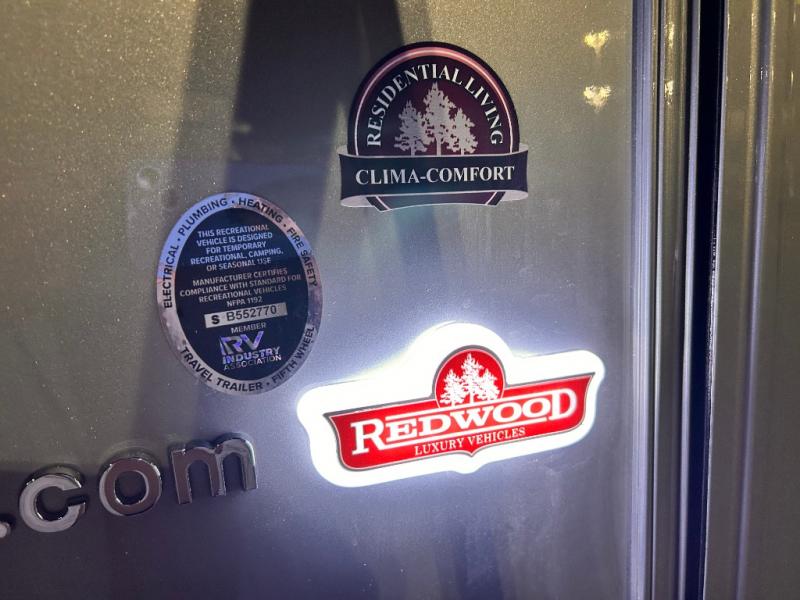 RESIDENTIAL LIVING
CLIMA-COMFORT
ELECTRICAL • PLUMBING • HEATING • FIRE SAFETY
THIS RECREATIONAL
VEHICLE IS DESIGNED
FOR TEMPORARY
RECREATIONAL, CAMPING,
OR SEASONAL USE
MANUFACTURER CERTIFIES
COMPLIANCE WITH STANDARD FOR
RECREATIONAL VEHICLES
NFPA 1192
S B552770
MEMBER
RV
INDUSTRY
ASSOCIATION
TRAVEL TRAILER • FIFTH WHEEL
REDWOOD
LUXURY VEHICLES
.com